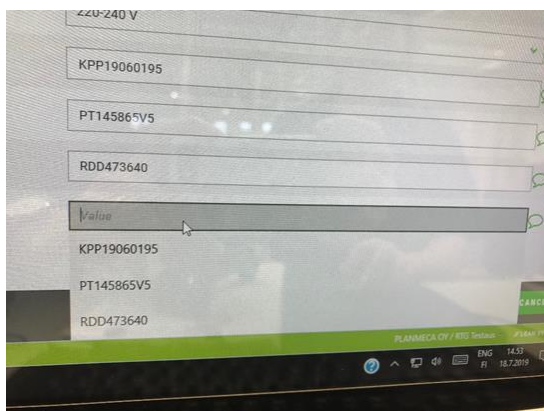 220-240 V
KPP19060195
PT145865V5
RDD473640
Value
KPP19060195
PT145865V5
RDD473640
CANC
PLANMECA OY / RTG Testaus
ENG 14.53
FI 18.7.2019